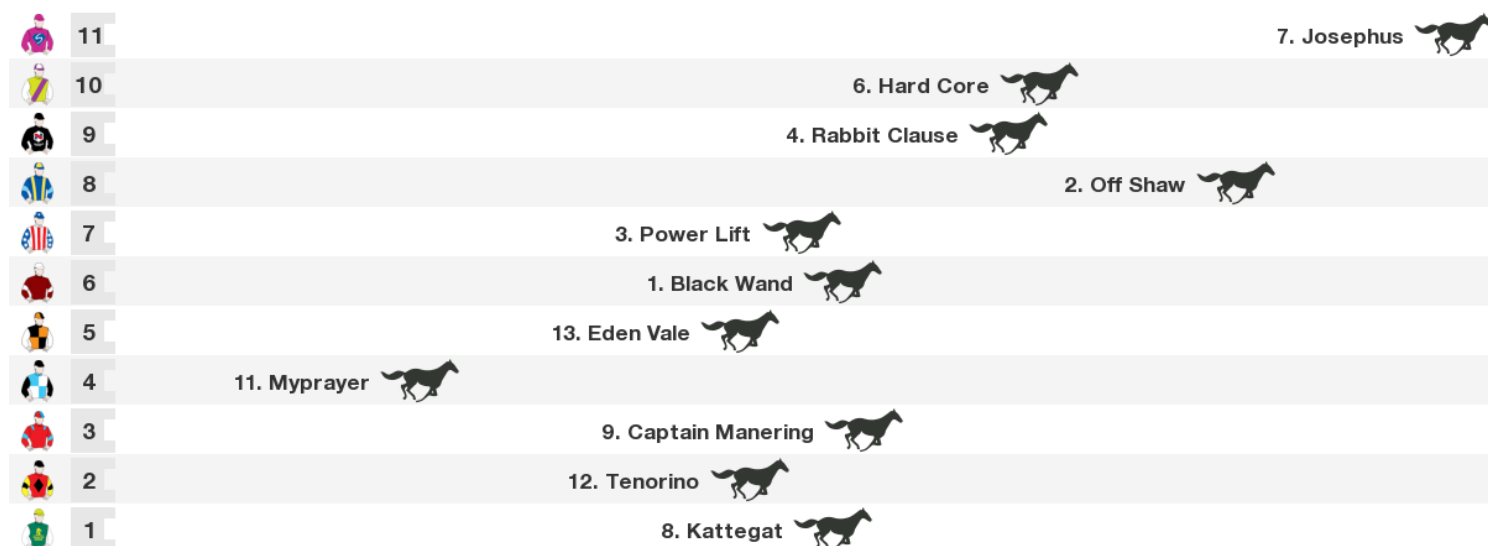 11 7. Josephus
10 6. Hard Core
9 4. Rabbit Clause
8 2. Off Shaw
7 3. Power Lift
6 1. Black Wand
5 13. Eden Vale
4 11. Myprayer
3 9. Captain Manering
2 12. Tenorino
1 8. Kattegat